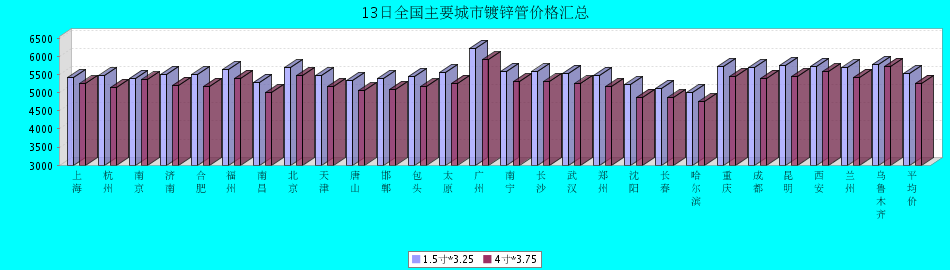 13日全国主要城市镀锌管价格汇总
6500
6000
5500
5000
4500
4000
3500
3000
上海
杭州
南京
济南
合肥
福州
南昌
北京
天津
唐山
邯郸
包头
太原
广州
南宁
长沙
武汉
郑州
沈阳
长春
哈尔滨
重庆
成都
昆明
西安
兰州
乌鲁木齐
平均价
1.5寸*3.25
4寸*3.75